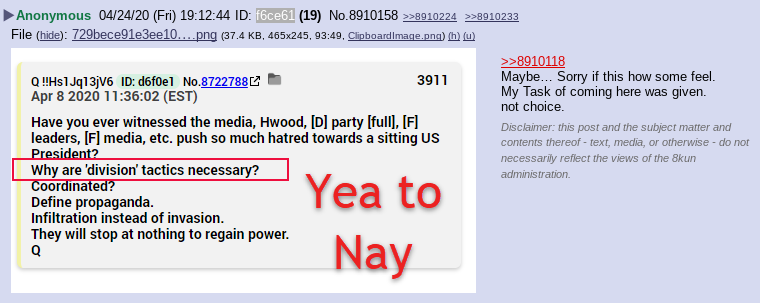 ▶Anonymous 04/24/20 (Fri) 19:12:44 ID: f6ce61 (19) No.8910158 >>8910224 >>8910233
File (hide): 729bece91e3ee10….png (37.4 KB, 465x245, 93:49, ClipboardImage.png) (h) (u)
Q !!Hs1Jq13jV6 ID: d6f0e1 No.8722788 3911
Apr 8 2020 11:36:02 (EST)
Have you ever witnessed the media, Hwood, [D] party [full], [F]
leaders, [F] media, etc. push so much hatred towards a sitting US
President?
Why are 'division' tactics necessary?
Coordinated?
Define propaganda.
Infiltration instead of invasion.
They will stop at nothing to regain power.
Q
Yea to
Nay
>>8910118
Maybe… Sorry if this how some feel.
My Task of coming here was given.
not choice.
Disclaimer: this post and the subject matter and
contents thereof - text, media, or otherwise - do not
necessarily reflect the views of the 8kun
administration.